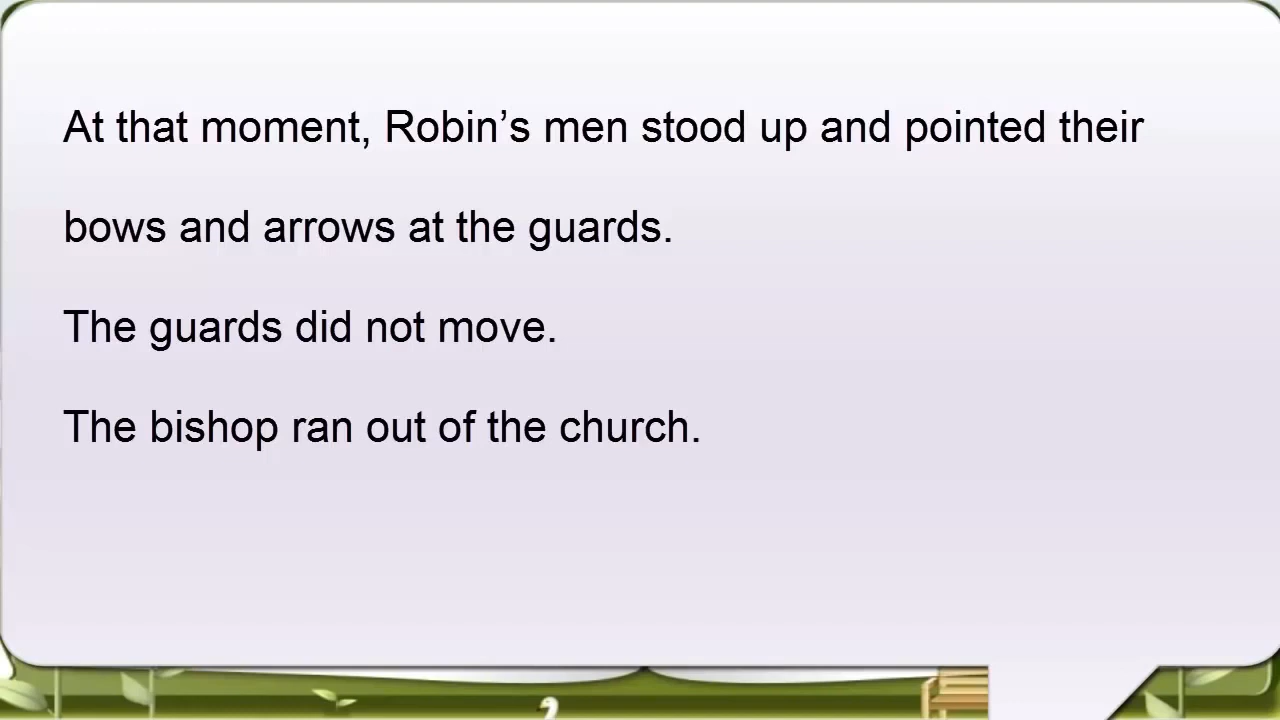 At that moment, Robin’s men stood up and pointed their
bows and arrows at the guards.
The guards did not move.
The bishop ran out of the church.